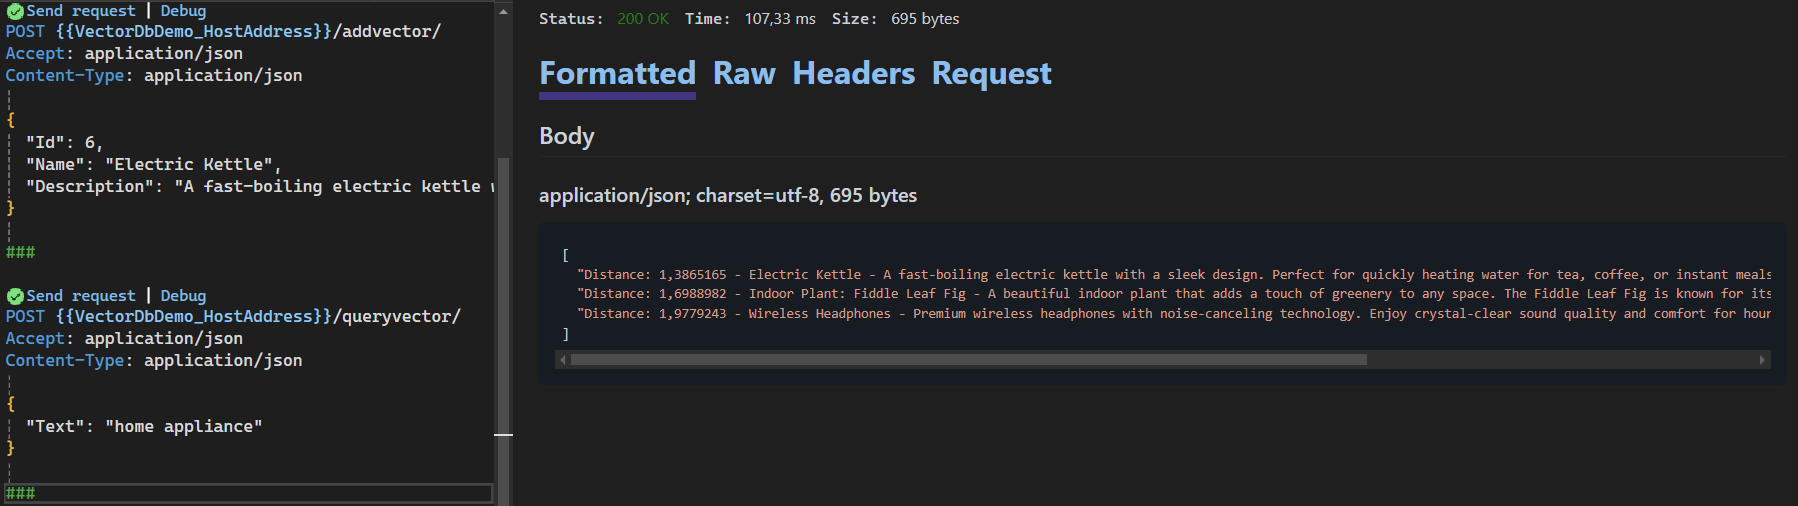 Send request | Debug
POST {{VectorDbDemo_HostAddress}}/addvector/
Accept: application/json
Content-Type: application/json
{
"Id": 6,
"Name": "Electric Kettle",
"Description": "A fast-boiling electric kettle
}
###
Send request | Debug
POST {{VectorDbDemo_HostAddress}}/queryvector/
Accept: application/json
Content-Type: application/json
{
"Text": "home appliance"
}
###
Status: 200 OK Time: 107,33 ms Size: 695 bytes
Formatted Raw Headers Request
Body
application/json; charset=utf-8, 695 bytes
[
"Distance: 1,3865165 - Electric Kettle - A fast-boiling electric kettle with a sleek design. Perfect for quickly heating water for tea, coffee, or instant meals
"Distance: 1,6988982 - Indoor Plant: Fiddle Leaf Fig - A beautiful indoor plant that adds a touch of greenery to any space. The Fiddle Leaf Fig is known for its
"Distance: 1,9779243 - Wireless Headphones - Premium wireless headphones with noise-canceling technology. Enjoy crystal-clear sound quality and comfort for hour
]